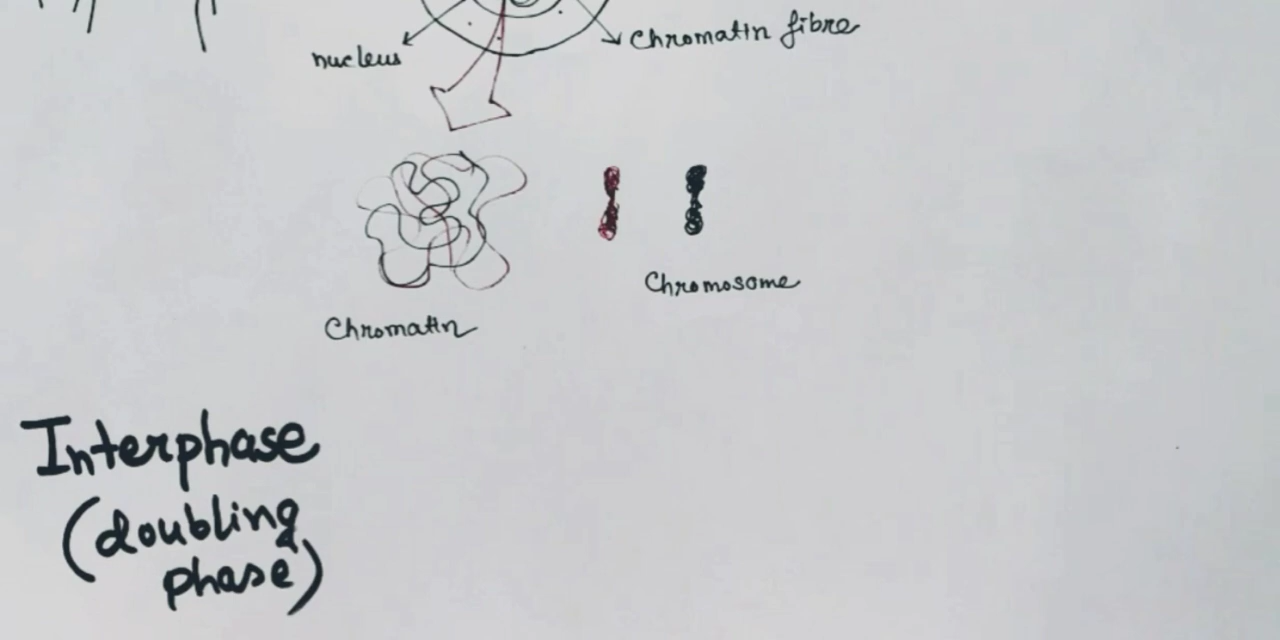 Chromatin fibre
nucleus
Chromosome
Chromatin
Interphase
(doubling
phase)